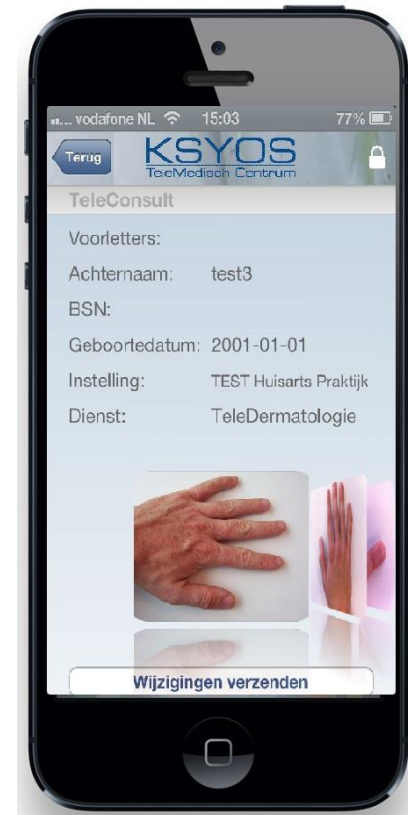 vodafone NL 15:03 77%
Terug KSYOS
TeleMedisch Centrum
TeleConsult
Voorletters:
Achternaam: test3
BSN:
Geboortedatum: 2001-01-01
Instelling: TEST Huisarts Praktijk
Dienst: TeleDermatologie
Wijzigingen verzenden